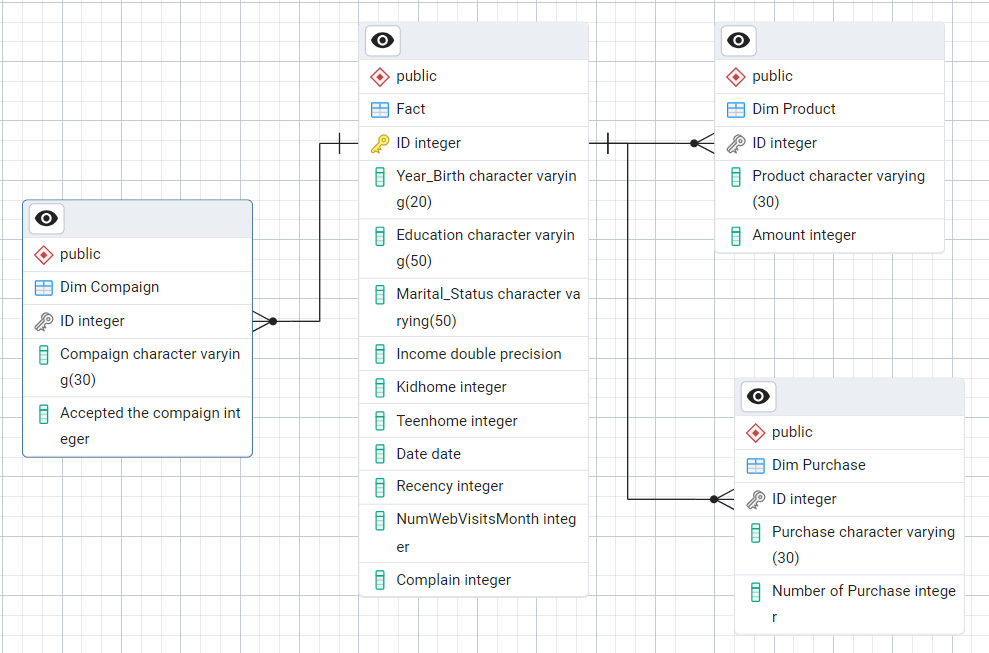 public
Dim Compaign
ID integer
Compaign character varyin
g(30)
Accepted the compaign int
eger
public
Fact
ID integer
Year_Birth character varyin
g(20)
Education character varyin
g(50)
Marital_Status character va
rying(50)
Income double precision
Kidhome integer
Teenhome integer
Date date
Recency integer
NumWebVisitsMonth integ
er
Complain integer
public
Dim Product
ID integer
Product character varying
(30)
Amount integer
public
Dim Purchase
ID integer
Purchase character varying
(30)
Number of Purchase intege
r